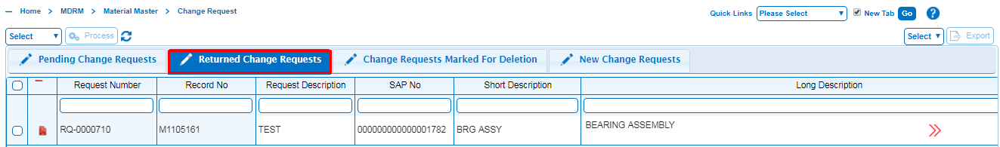 Home > MDRM > Material Master > Change Request
Quick Links Please Select New Tab Go ?
Select Process Select Export
Pending Change Requests Returned Change Requests Change Requests Marked For Deletion New Change Requests
Request Number Record No Request Description SAP No Short Description Long Description
RQ-0000710 M1105161 TEST 000000000000001782 BRG ASSY BEARING ASSEMBLY